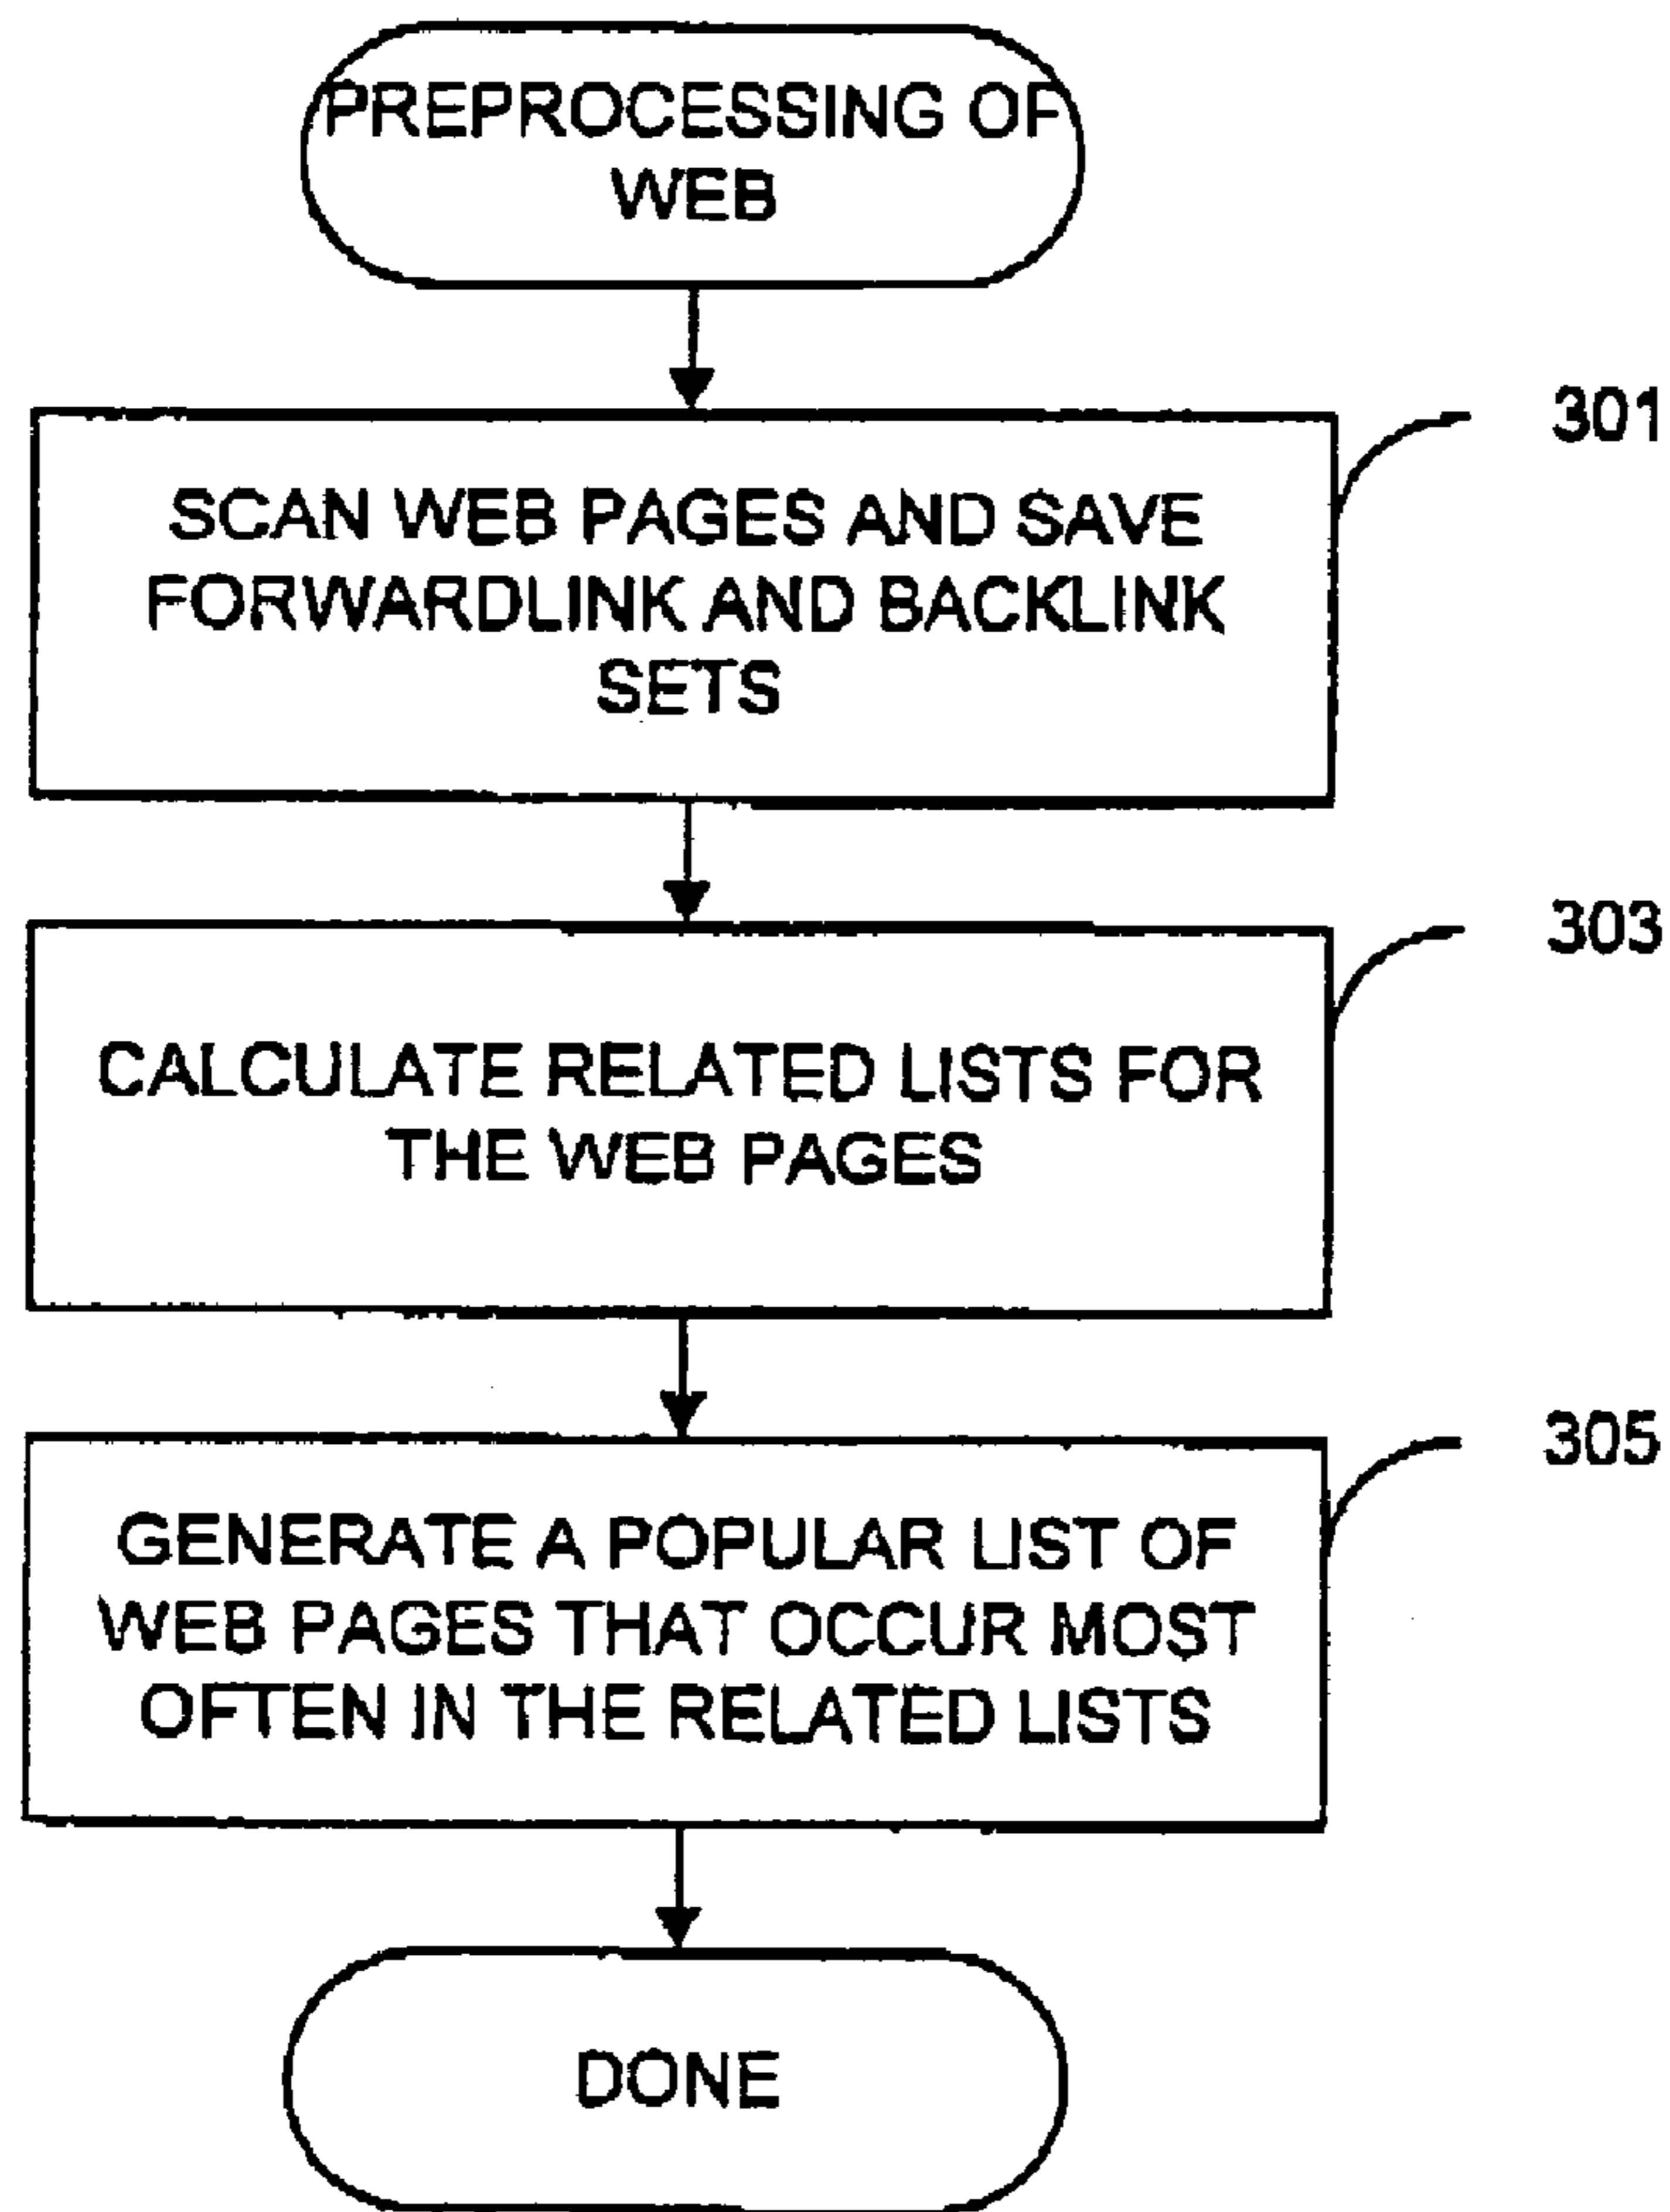 PREPROCESSING OF
WEB
301
SCAN WEB PAGES AND SAVE
FORWARDLINK AND BACKLINK
SETS
303
CALCULATE RELATED LISTS FOR
THE WEB PAGES
305
GENERATE A POPULAR LIST OF
WEB PAGES THAT OCCUR MOST
OFTEN IN THE RELATED LISTS
DONE